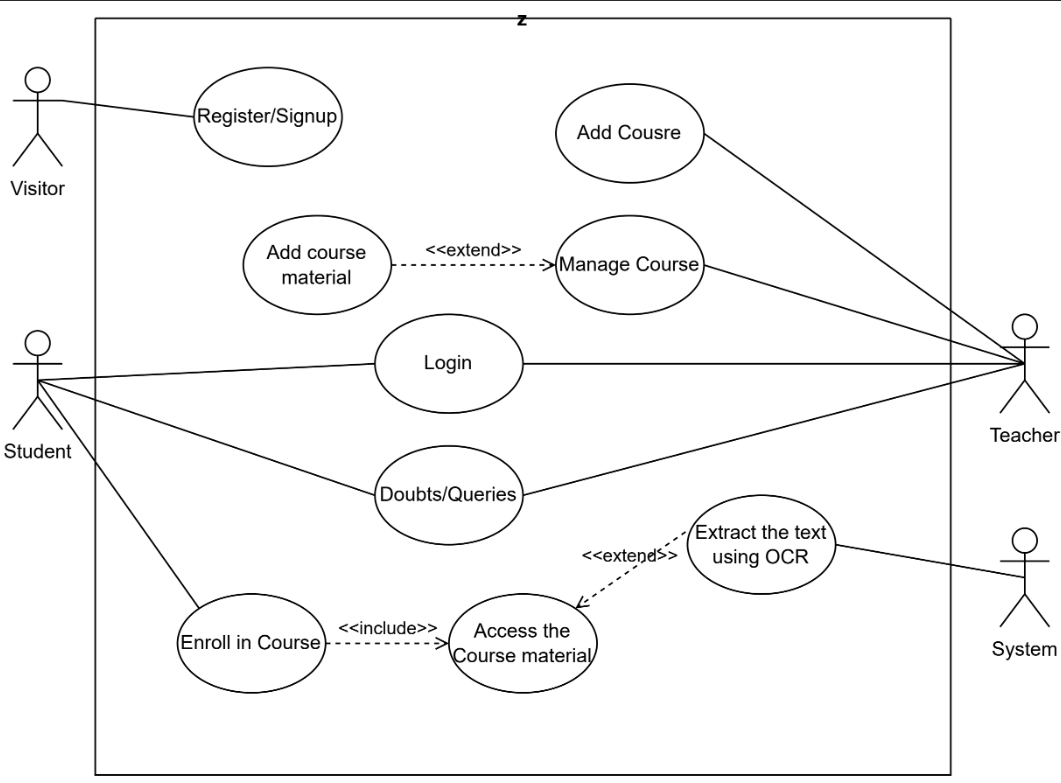 z
Register/Signup
Add Cousre
Visitor
Add course
material
<<extend>>
Manage Course
Login
Student
Teacher
Doubts/Queries
Extract the text
using OCR
<<extend>>
Enroll in Course
<<include>>
Access the
Course material
System